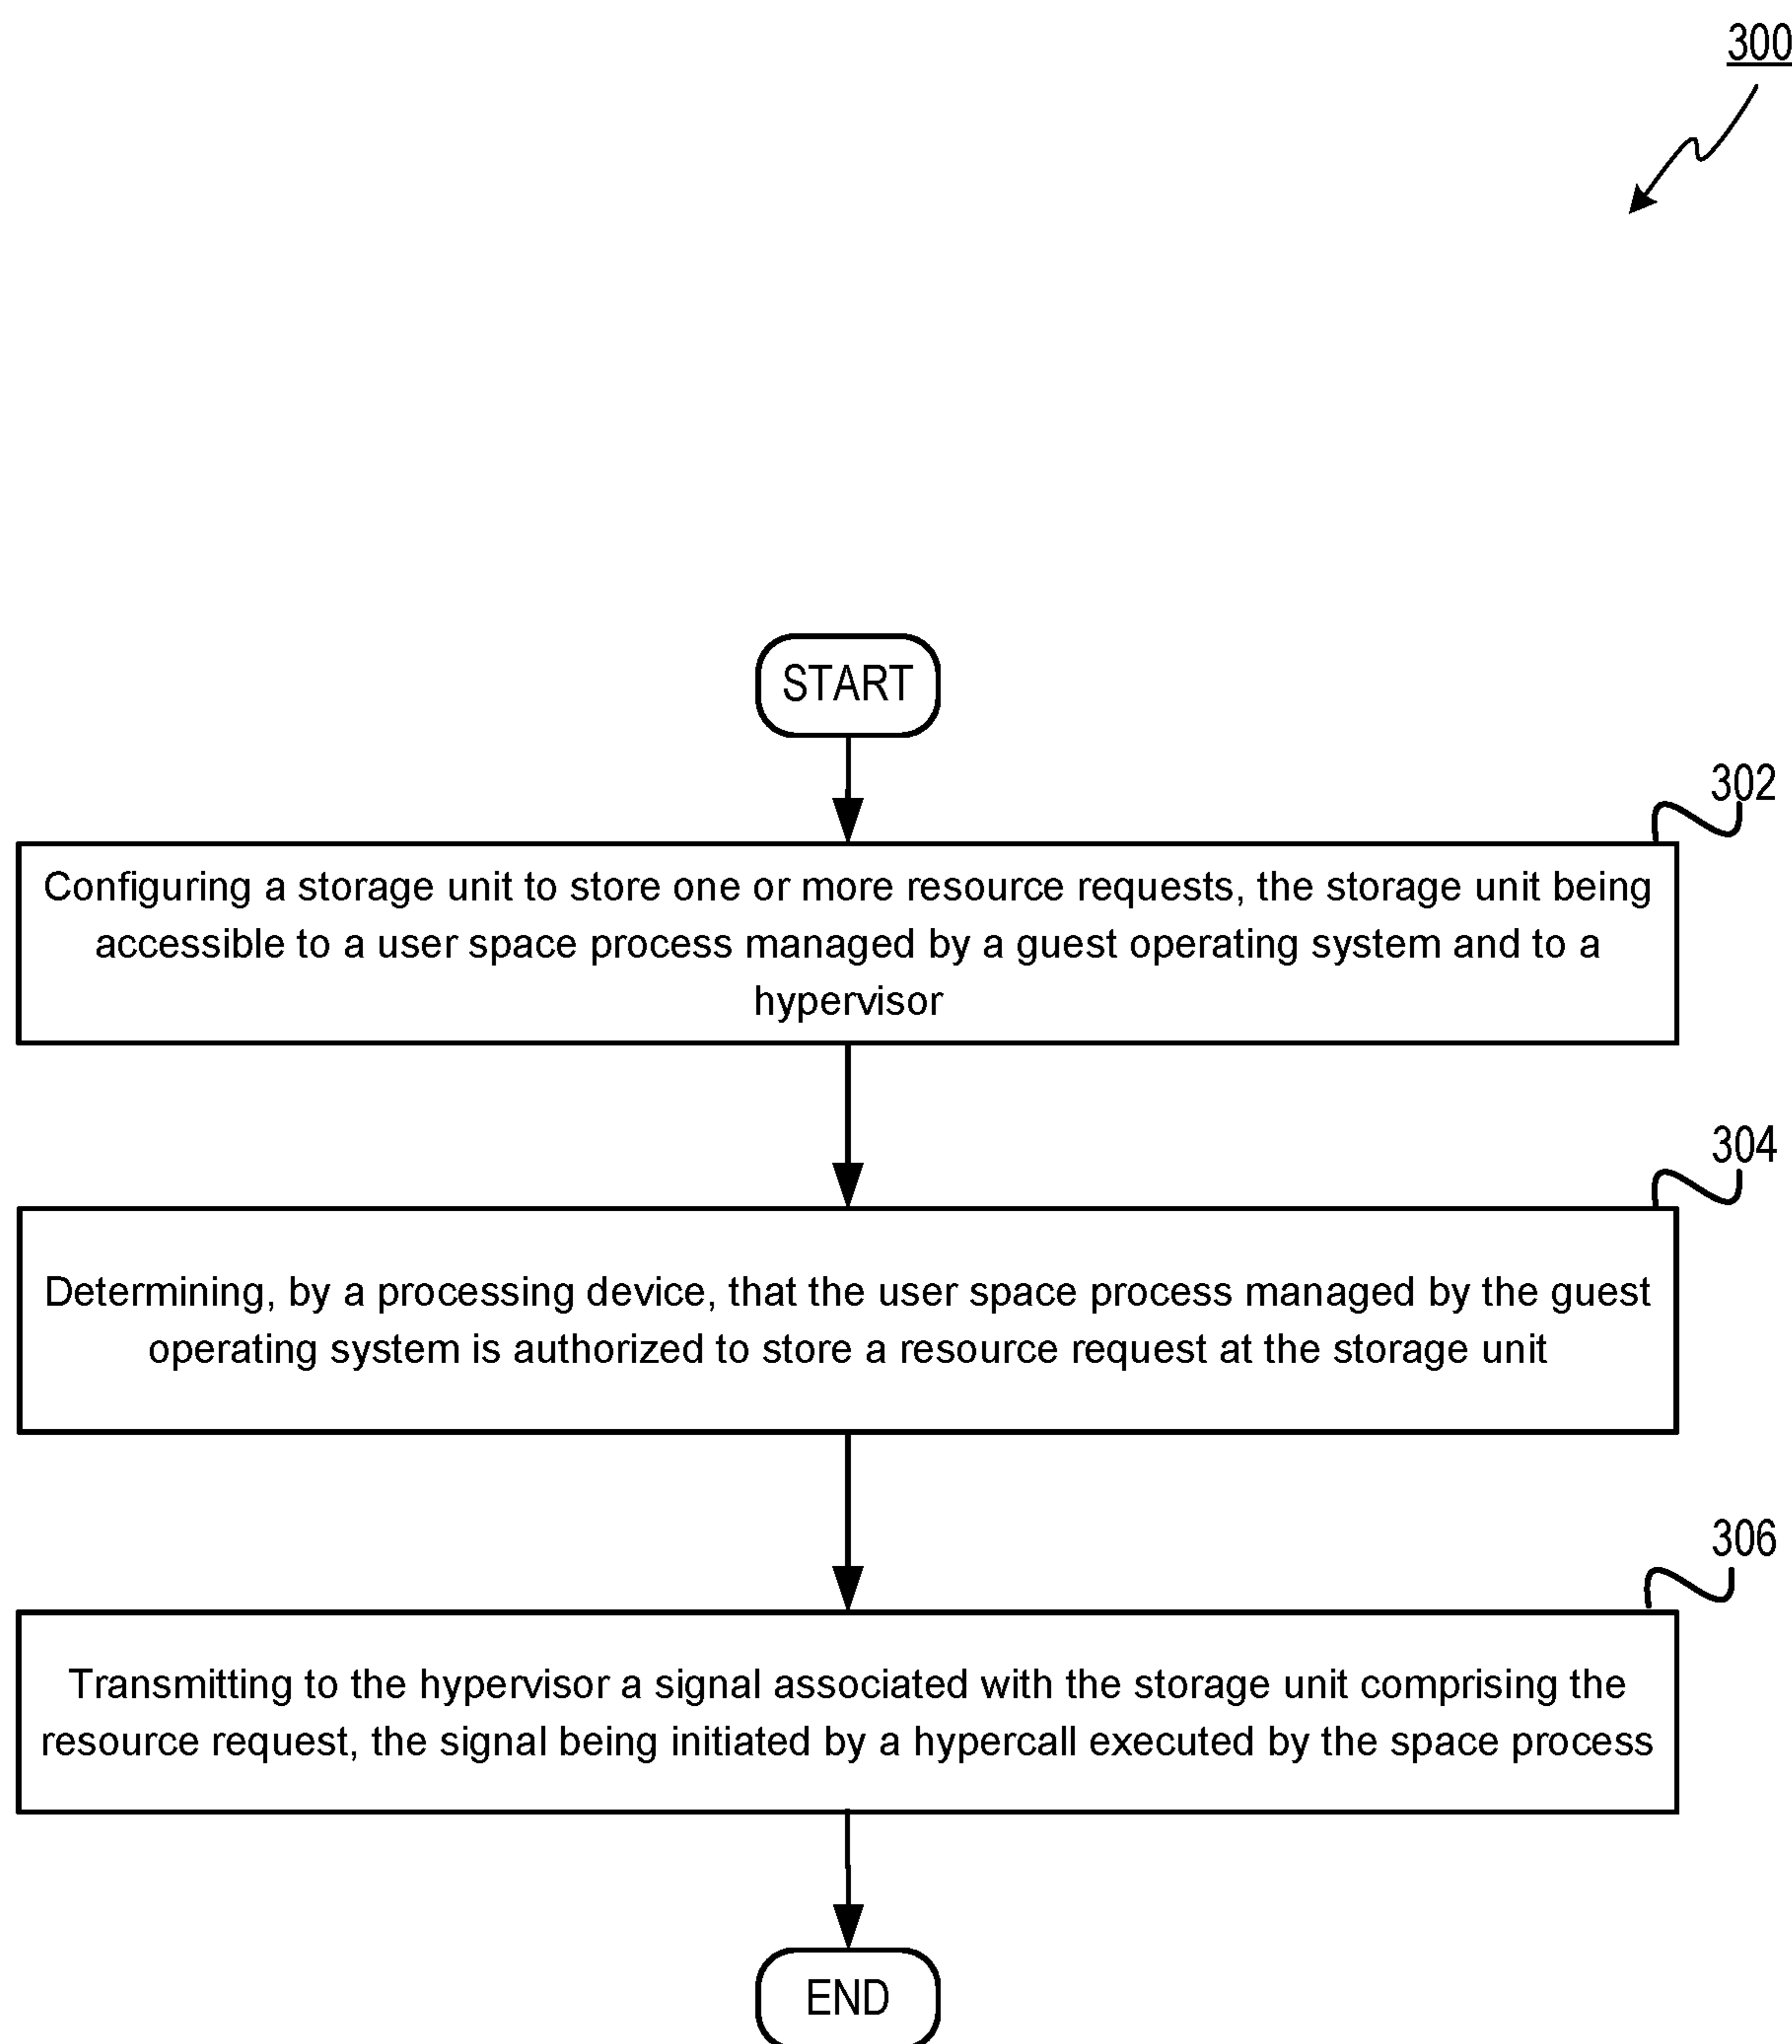 300
START
302
Configuring a storage unit to store one or more resource requests, the storage unit being
accessible to a user space process managed by a guest operating system and to a
hypervisor
304
Determining, by a processing device, that the user space process managed by the guest
operating system is authorized to store a resource request at the storage unit
306
Transmitting to the hypervisor a signal associated with the storage unit comprising the
resource request, the signal being initiated by a hypercall executed by the space process
END